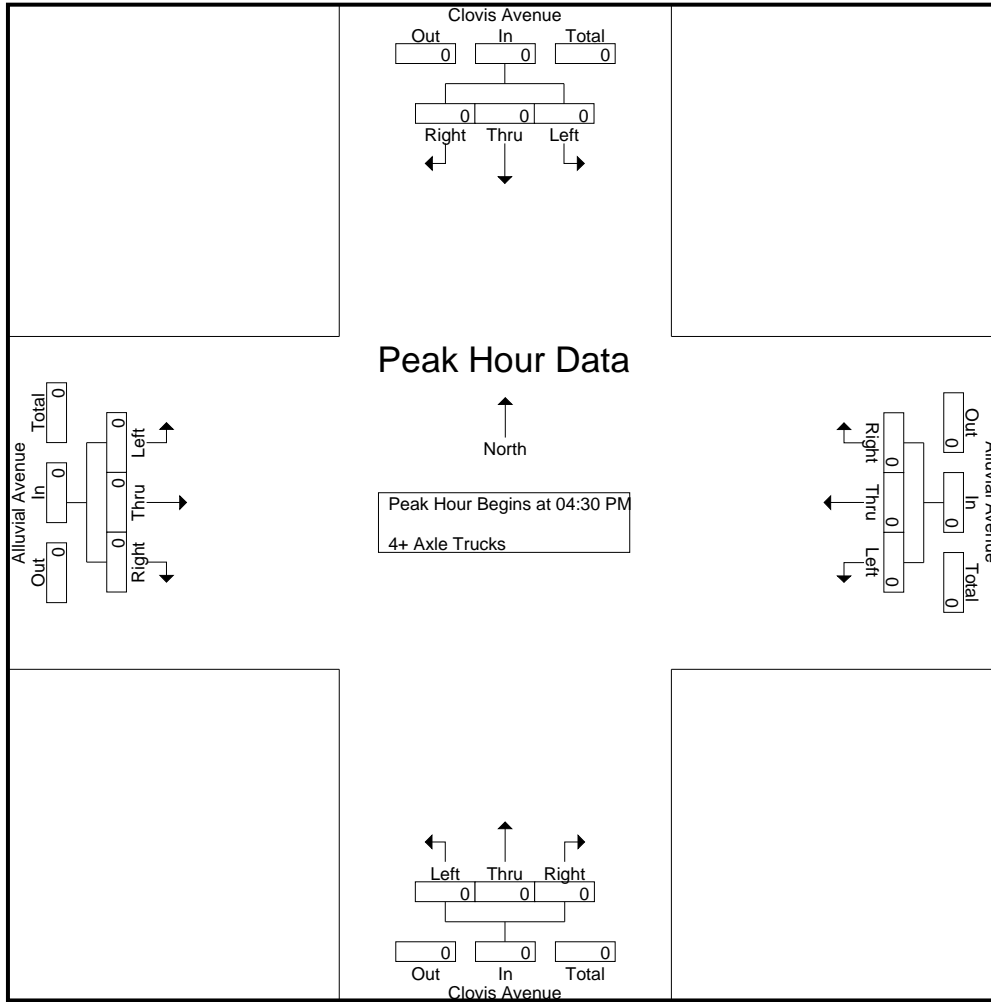 Clovis Avenue
Out In Total
0 0 0
0 0 0
Right Thru Left
Peak Hour Data
North
Peak Hour Begins at 04:30 PM
4+ Axle Trucks
Alluvial Avenue
Out In Total
0 0 0
0 0 0
Left Thru Right
Alluvial Avenue
Out In Total
0 0 0
0 0 0
Right Thru Left
Left Thru Right
0 0 0
0 0 0
Out In Total
Clovis Avenue